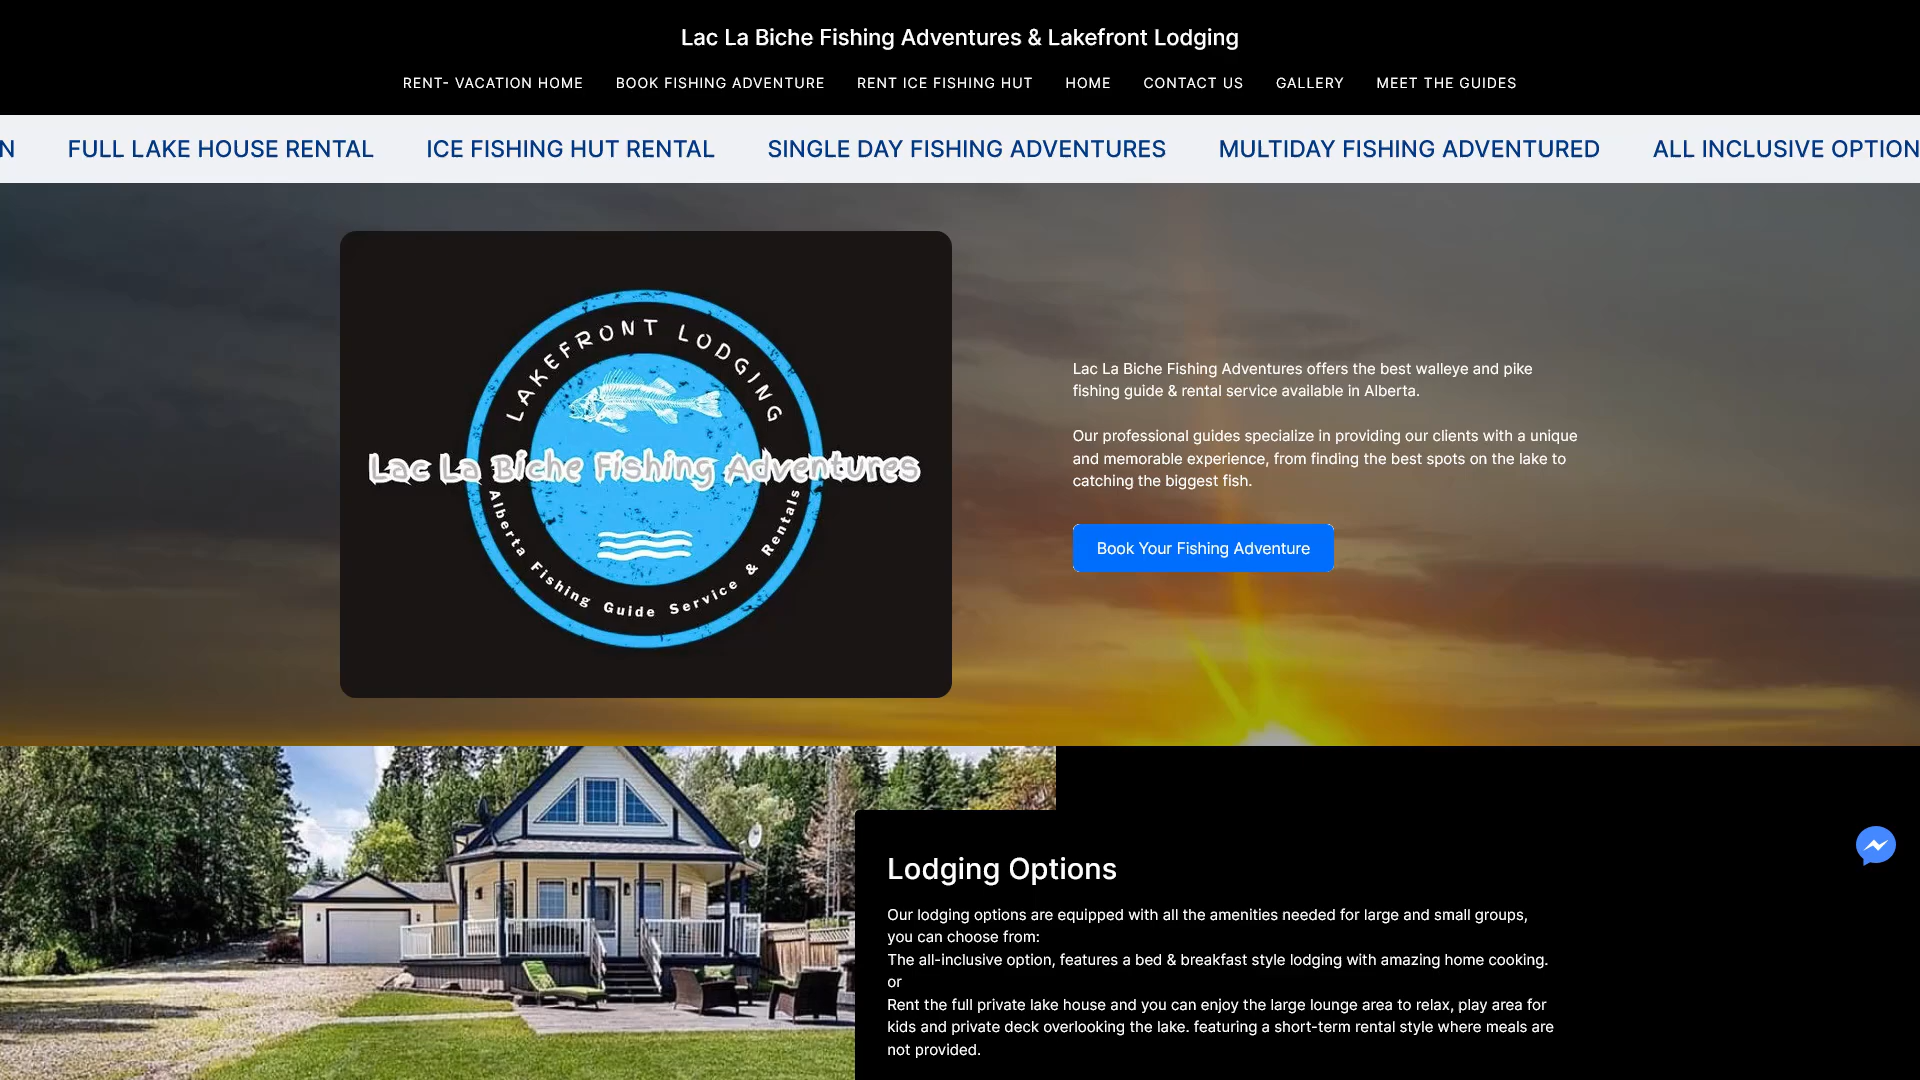 Lac La Biche Fishing Adventures & Lakefront Lodging
RENT- VACATION HOME BOOK FISHING ADVENTURE RENT ICE FISHING HUT HOME CONTACT US GALLERY MEET THE GUIDES
N FULL LAKE HOUSE RENTAL ICE FISHING HUT RENTAL SINGLE DAY FISHING ADVENTURES MULTIDAY FISHING ADVENTURED ALL INCLUSIVE OPTION
LAKEFRONT LODGING
Lac La Biche Fishing Adventures
Alberta Fishing Guide Service & Rentals
Lac La Biche Fishing Adventures offers the best walleye and pike
fishing guide & rental service available in Alberta.
Our professional guides specialize in providing our clients with a unique
and memorable experience, from finding the best spots on the lake to
catching the biggest fish.
Book Your Fishing Adventure
Lodging Options
Our lodging options are equipped with all the amenities needed for large and small groups,
you can choose from:
The all-inclusive option, features a bed & breakfast style lodging with amazing home cooking.
or
Rent the full private lake house and you can enjoy the large lounge area to relax, play area for
kids and private deck overlooking the lake. featuring a short-term rental style where meals are
not provided.